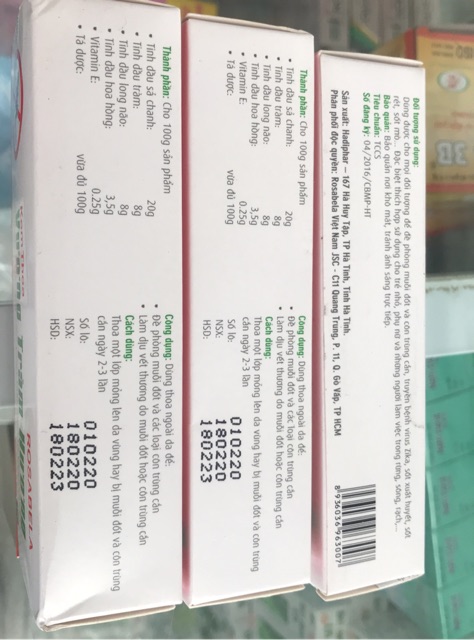 Đối tượng sử dụng:
Dùng được cho mọi đối tượng để đề phòng muỗi đốt và côn trùng cắn, truyền bệnh virus Zika, sốt xuất huyết, sốt
rét, sốt mò... Đặc biệt thích hợp sử dụng cho trẻ nhỏ, phụ nữ và những người làm việc trong rừng, sông, rạch,...
Bảo quản: Bảo quản nơi khô mát, tránh ánh sáng trực tiếp.
Tiêu chuẩn: TCCS
Số đăng ký: 04/2016/CBMP-HT
Sản xuất: Hadiphar – 167 Hà Huy Tập, TP Hà Tĩnh, Tỉnh Hà Tĩnh.
Phân phối độc quyền: Rosabela Việt Nam JSC - C11 Quang Trung, P. 11, Q. Gò Vấp, TP HCM
8936036963007
Thành phần: Cho 100g sản phẩm
• Tinh dầu sả chanh: 20g
• Tinh dầu tràm: 8g
• Tinh dầu long não: 8g
• Tinh dầu hoa hồng: 3,5g
• Vitamin E: 0.25g
• Tá dược: vừa đủ 100g
Công dụng: Dùng thoa ngoài da để:
• Đề phòng muỗi đốt và các loại côn trùng cắn
• Làm dịu vết thương do muỗi đốt hoặc côn trùng cắn
Cách dùng:
Thoa một lớp mỏng lên da vùng hay bị muỗi đốt và côn trùng
cắn ngày 2-3 lần
Số lô: 010220
NSX: 180220
HSD: 180223
Thành phần: Cho 100g sản phẩm
• Tinh dầu sả chanh: 20g
• Tinh dầu tràm: 8g
• Tinh dầu long não: 8g
• Tinh dầu hoa hồng: 3,5g
• Vitamin E: 0.25g
• Tá dược: vừa đủ 100g
Công dụng: Dùng thoa ngoài da để:
• Đề phòng muỗi đốt và các loại côn trùng cắn
• Làm dịu vết thương do muỗi đốt hoặc côn trùng cắn
Cách dùng:
Thoa một lớp mỏng lên da vùng hay bị muỗi đốt và côn trùng
cắn ngày 2-3 lần
Số lô: 010220
NSX: 180220
HSD: 180223
ROSABELA